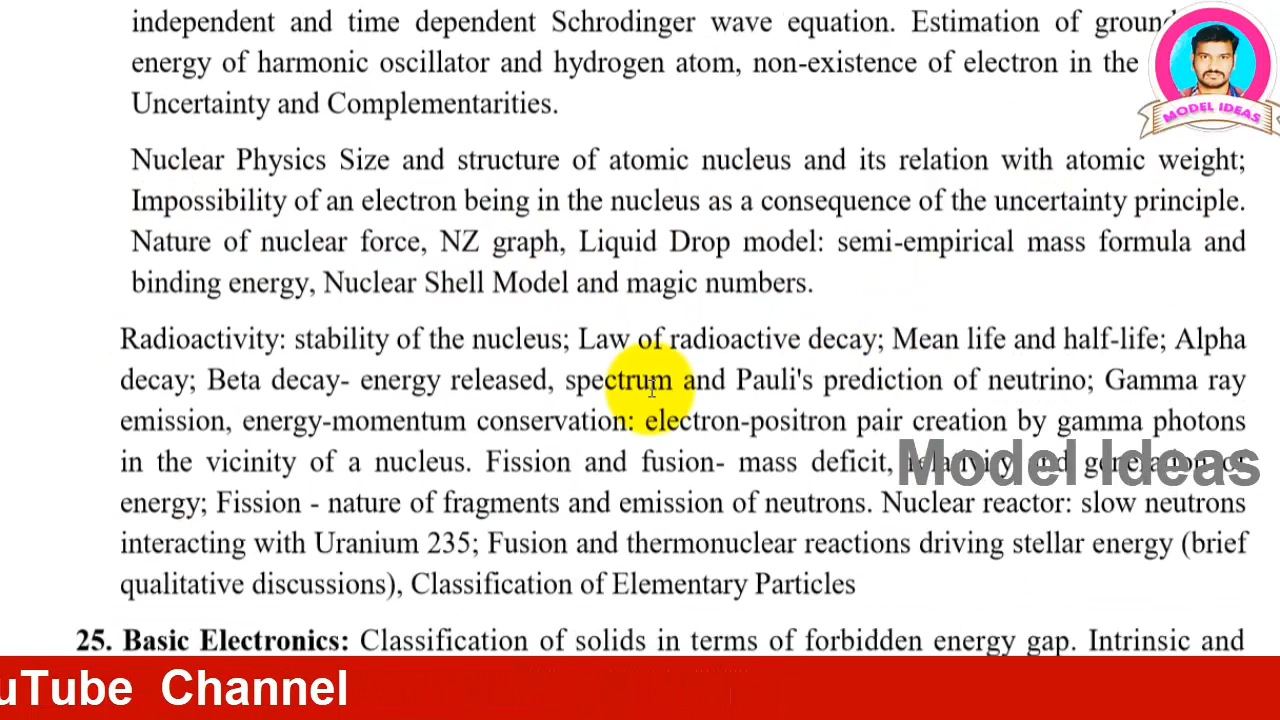 independent and time dependent Schrodinger wave equation. Estimation of ground
energy of harmonic oscillator and hydrogen atom, non-existence of electron in the
Uncertainty and Complementarities.
MODEL IDEAS
Nuclear Physics Size and structure of atomic nucleus and its relation with atomic weight;
Impossibility of an electron being in the nucleus as a consequence of the uncertainty principle.
Nature of nuclear force, NZ graph, Liquid Drop model: semi-empirical mass formula and
binding energy, Nuclear Shell Model and magic numbers.
Radioactivity: stability of the nucleus; Law of radioactive decay; Mean life and half-life; Alpha
decay; Beta decay- energy released, spectrum and Pauli's prediction of neutrino; Gamma ray
emission, energy-momentum conservation: electron-positron pair creation by gamma photons
in the vicinity of a nucleus. Fission and fusion- mass deficit, relativity and generation of
Model Ideas
energy; Fission - nature of fragments and emission of neutrons. Nuclear reactor: slow neutrons
interacting with Uranium 235; Fusion and thermonuclear reactions driving stellar energy (brief
qualitative discussions), Classification of Elementary Particles
25. Basic Electronics: Classification of solids in terms of forbidden energy gap. Intrinsic and
uTube Channel